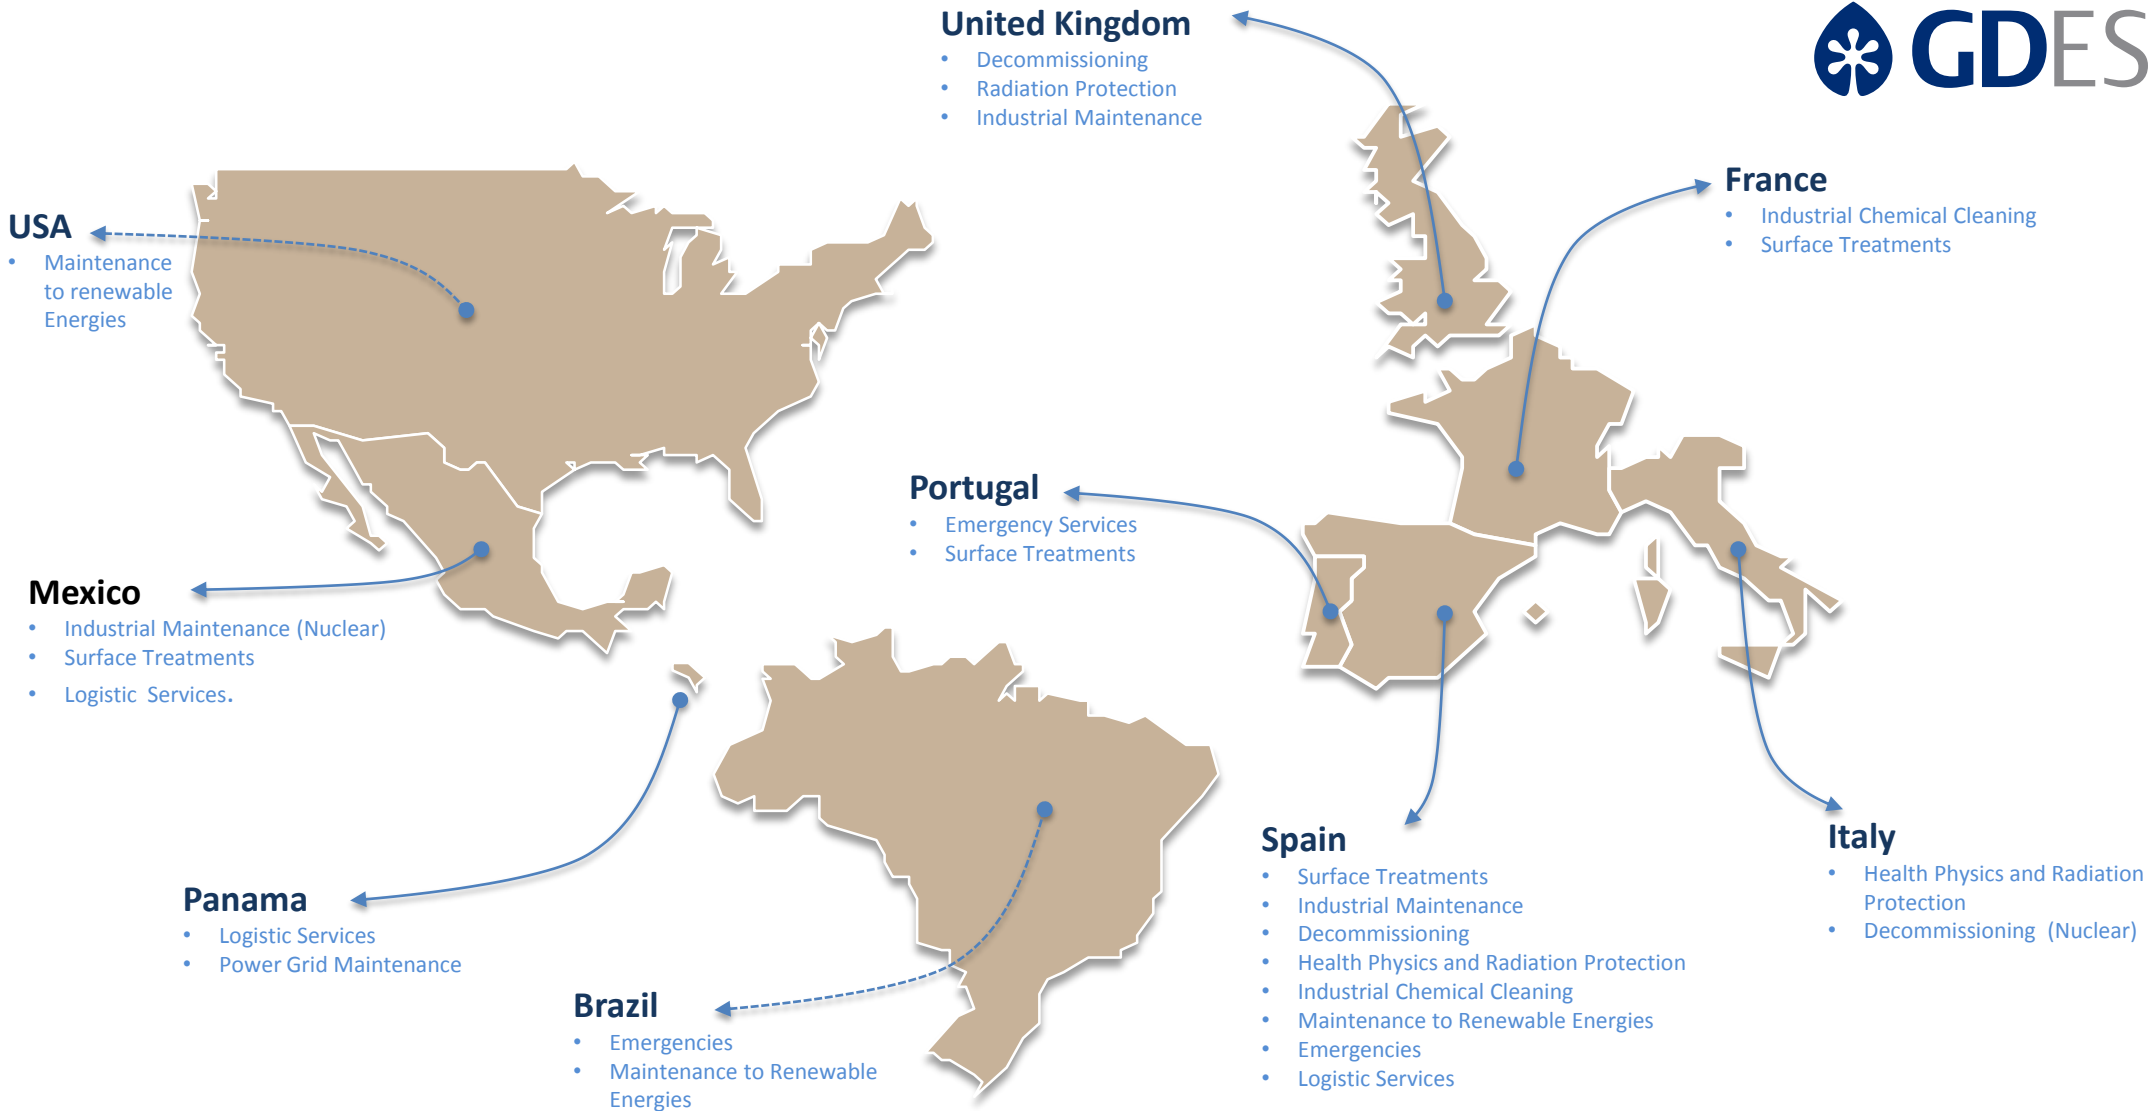 United Kingdom
• Decommissioning
• Radiation Protection
• Industrial Maintenance
GDES
France
• Industrial Chemical Cleaning
• Surface Treatments
USA
• Maintenance
to renewable
Energies
Portugal
• Emergency Services
• Surface Treatments
Mexico
• Industrial Maintenance (Nuclear)
• Surface Treatments
• Logistic Services.
Panama
• Logistic Services
• Power Grid Maintenance
Brazil
• Emergencies
• Maintenance to Renewable
Energies
Spain
• Surface Treatments
• Industrial Maintenance
• Decommissioning
• Health Physics and Radiation Protection
• Industrial Chemical Cleaning
• Maintenance to Renewable Energies
• Emergencies
• Logistic Services
Italy
• Health Physics and Radiation
Protection
• Decommissioning (Nuclear)